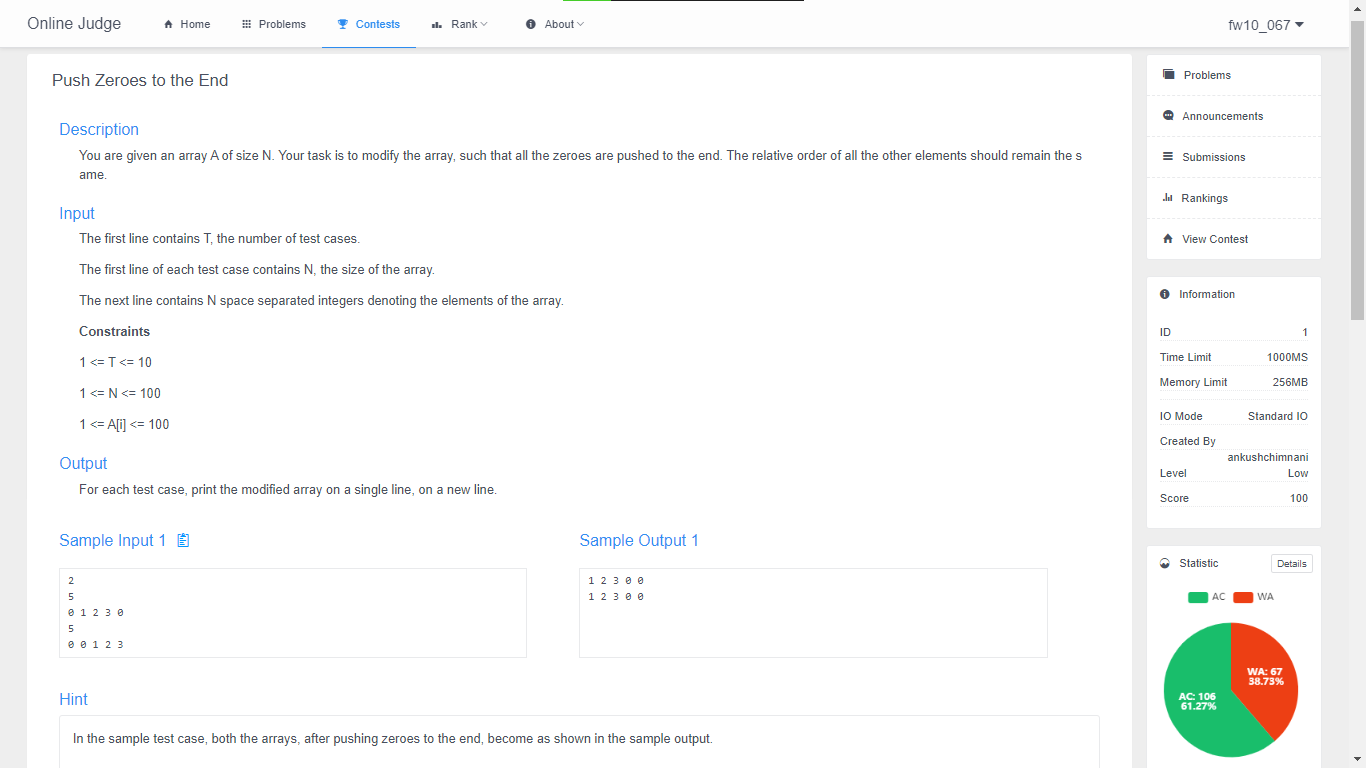 Online Judge
Home
Problems
Contests
Rank
About
fw10_067
Push Zeroes to the End
Description
You are given an array A of size N. Your task is to modify the array, such that all the zeroes are pushed to the end. The relative order of all the other elements should remain the s
ame.
Input
The first line contains T, the number of test cases.
The first line of each test case contains N, the size of the array.
The next line contains N space separated integers denoting the elements of the array.
Constraints
1 <= T <= 10
1 <= N <= 100
1 <= A[i] <= 100
Output
For each test case, print the modified array on a single line, on a new line.
Sample Input 1
2
5
0 1 2 3 0
5
0 0 1 2 3
Sample Output 1
1 2 3 0 0
1 2 3 0 0
Hint
In the sample test case, both the arrays, after pushing zeroes to the end, become as shown in the sample output.
Problems
Announcements
Submissions
Rankings
View Contest
Information
ID 1
Time Limit 1000MS
Memory Limit 256MB
IO Mode Standard IO
Created By
ankushchimnani
Level Low
Score 100
Statistic
Details
AC WA
WA: 67
38.73%
AC: 106
61.27%